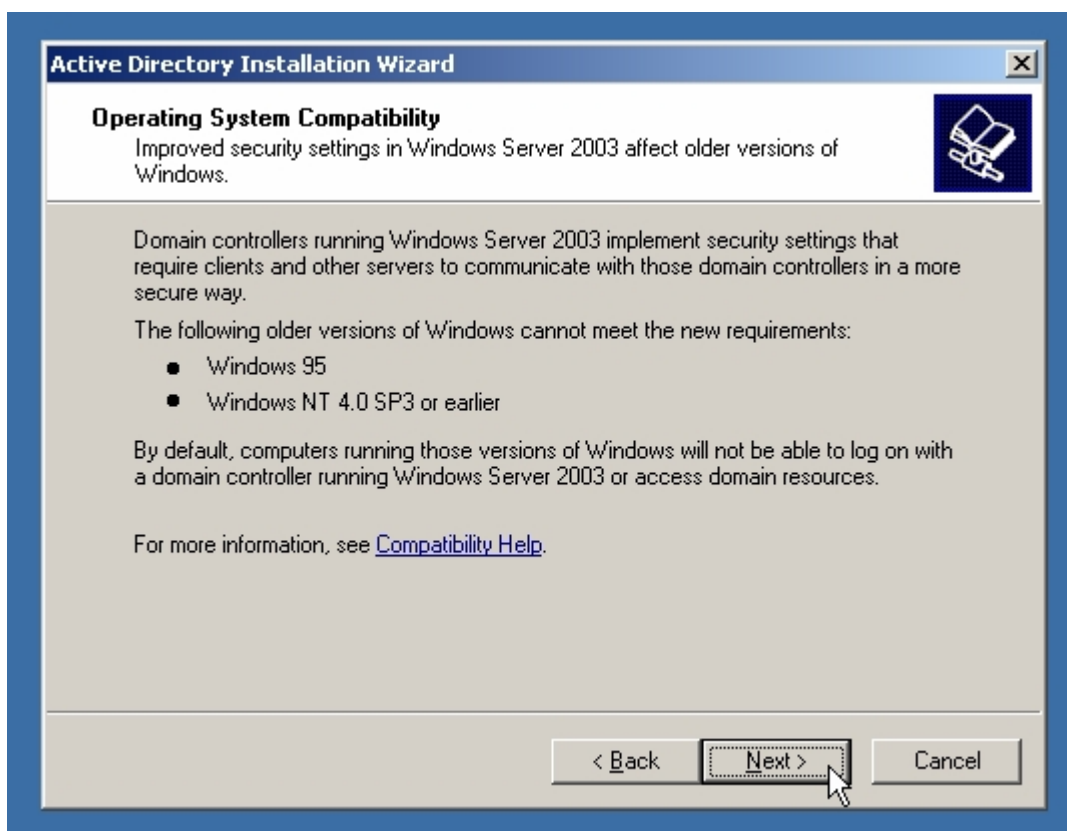 Active Directory Installation Wizard
Operating System Compatibility
Improved security settings in Windows Server 2003 affect older versions of
Windows.
Domain controllers running Windows Server 2003 implement security settings that
require clients and other servers to communicate with those domain controllers in a more
secure way.
The following older versions of Windows cannot meet the new requirements:
● Windows 95
● Windows NT 4.0 SP3 or earlier
By default, computers running those versions of Windows will not be able to log on with
a domain controller running Windows Server 2003 or access domain resources.
For more information, see Compatibility Help.
< Back Next > Cancel